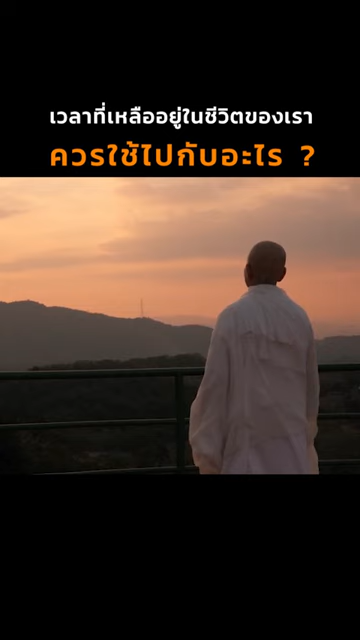 เวลาที่เหลืออยู่ในชีวิตของเรา
ควรใช้ไปกับอะไร ?